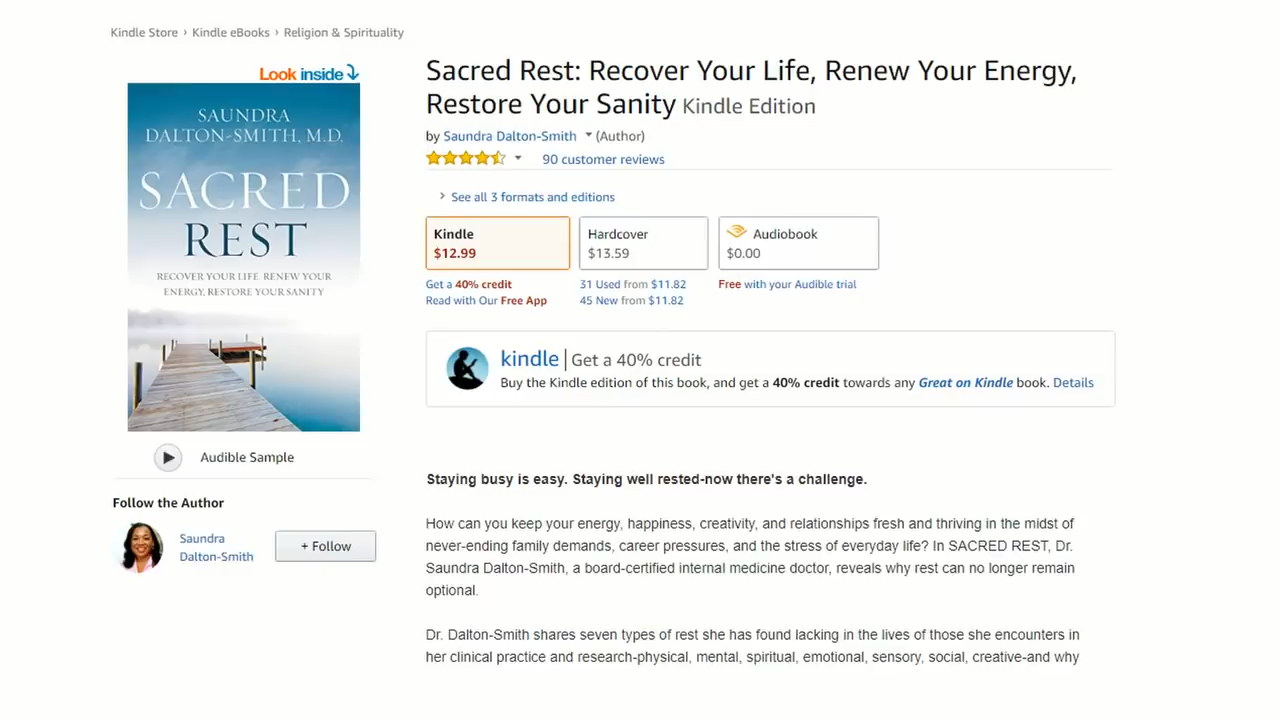 Kindle Store › Kindle eBooks › Religion & Spirituality
Look inside
SAUNDRA
DALTON-SMITH, M.D.
SACRED
REST
RECOVER YOUR LIFE, RENEW YOUR
ENERGY, RESTORE YOUR SANITY
Audible Sample
Follow the Author
Saundra
Dalton-Smith
+ Follow
Sacred Rest: Recover Your Life, Renew Your Energy,
Restore Your Sanity Kindle Edition
by Saundra Dalton-Smith (Author)
90 customer reviews
› See all 3 formats and editions
Kindle
$12.99
Get a 40% credit
Read with Our Free App
Hardcover
$13.59
31 Used from $11.82
45 New from $11.82
Audiobook
$0.00
Free with your Audible trial
kindle | Get a 40% credit
Buy the Kindle edition of this book, and get a 40% credit towards any Great on Kindle book. Details
Staying busy is easy. Staying well rested-now there's a challenge.
How can you keep your energy, happiness, creativity, and relationships fresh and thriving in the midst of
never-ending family demands, career pressures, and the stress of everyday life? In SACRED REST, Dr.
Saundra Dalton-Smith, a board-certified internal medicine doctor, reveals why rest can no longer remain
optional.
Dr. Dalton-Smith shares seven types of rest she has found lacking in the lives of those she encounters in
her clinical practice and research-physical, mental, spiritual, emotional, sensory, social, creative-and why